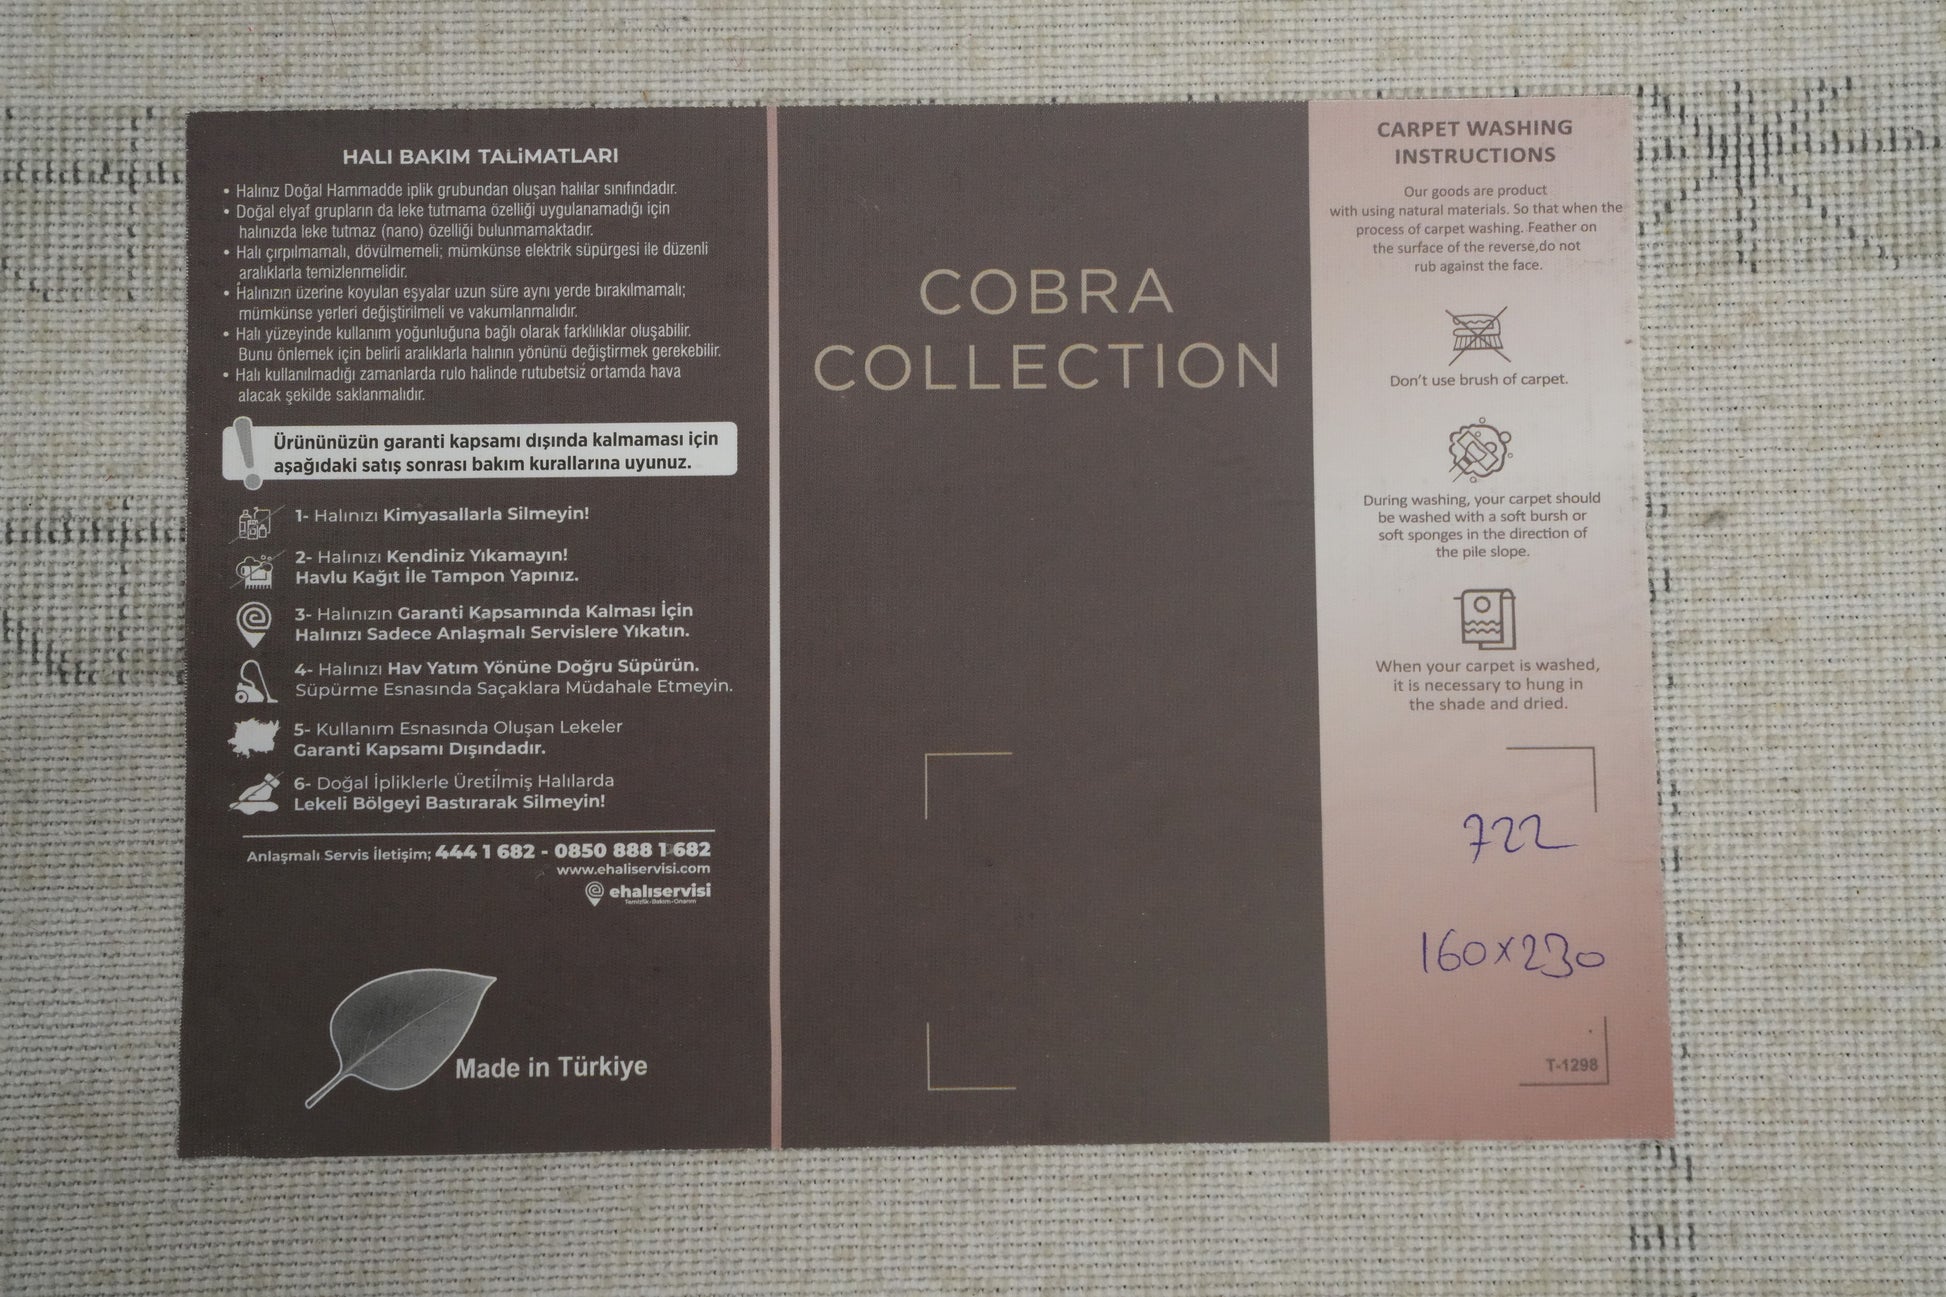 HALI BAKIM TALiMATLARI
• Halınız Doğal Hammadde iplik grubundan oluşan halılar sınıfındadır.
• Doğal elyaf grupların da leke tutmama özelliği uygulanamadığı için
halınızda leke tutmaz (nano) özelliği bulunmamaktadır.
• Halı çırpılmamalı, dövülmemeli; mümkünse elektrik süpürgesi ile düzenli
aralıklarla temizlenmelidir.
• Halınızın üzerine koyulan eşyalar uzun süre aynı yerde bırakılmamalı;
mümkünse yerleri değiştirilmeli ve vakumlanmalıdır.
• Halı yüzeyinde kullanım yoğunluğuna bağlı olarak farklılıklar oluşabilir.
Bunu önlemek için belirli aralıklarla halının yönünü değiştirmek gerekebilir.
• Halı kullanılmadığı zamanlarda rulo halinde rutubetsiz ortamda hava
alacak şekilde saklanmalıdır.
Ürününüzün garanti kapsamı dışında kalmaması için
aşağıdaki satış sonrası bakım kurallarına uyunuz.
1- Halınızı Kimyasallarla Silmeyin!
2- Halınızı Kendiniz Yıkamayın!
Havlu Kağıt İle Tampon Yapınız.
3- Halınızın Garanti Kapsamında Kalması İçin
Halınızı Sadece Anlaşmalı Servislere Yıkatın.
4- Halınızı Hav Yatım Yönüne Doğru Süpürün.
Süpürme Esnasında Saçaklara Müdahale Etmeyin.
5- Kullanım Esnasında Oluşan Lekeler
Garanti Kapsamı Dışındadır.
6- Doğal İpliklerle Üretilmiş Halılarda
Lekeli Bölgeyi Bastırarak Silmeyin!
Anlaşmalı Servis İletişim; 444 1 682 - 0850 888 1 682
www.ehaliservisi.com
ehalıservisi
Temizlik-Bakım-Onarım
Made in Türkiye
COBRA
COLLECTION
CARPET WASHING
INSTRUCTIONS
Our goods are product
with using natural materials. So that when the
process of carpet washing. Feather on
the surface of the reverse,do not
rub against the face.
Don't use brush of carpet.
During washing, your carpet should
be washed with a soft bursh or
soft sponges in the direction of
the pile slope.
When your carpet is washed,
it is necessary to hung in
the shade and dried.
722
160x230
T-1298